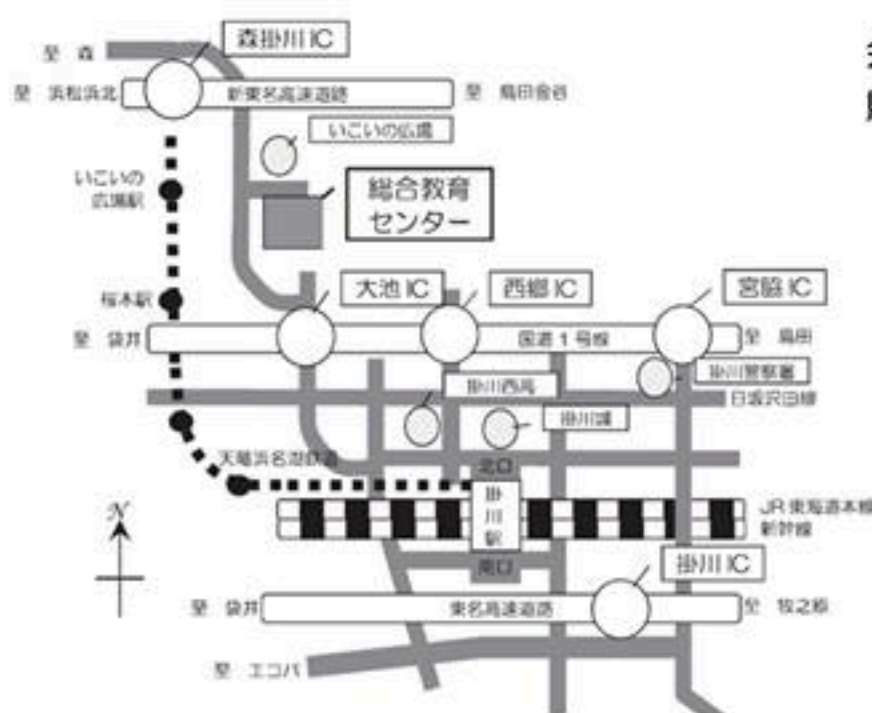 森掛川IC
至 森
至 浜松浜北
新東名高速道路
至 島田金谷
いこいの広場
いこいの
広場駅
総合教育
センター
桜木駅
大池IC
西郷IC
宮脇IC
至 袋井
国道1号線
至 島田
掛川西高
掛川警察署
日坂沢田線
掛川城
天竜浜名湖鉄道
北口
掛川駅
JR東海道本線
新幹線
南口
掛川IC
至 袋井
東名高速道路
至 牧之原
至 エコパ
N